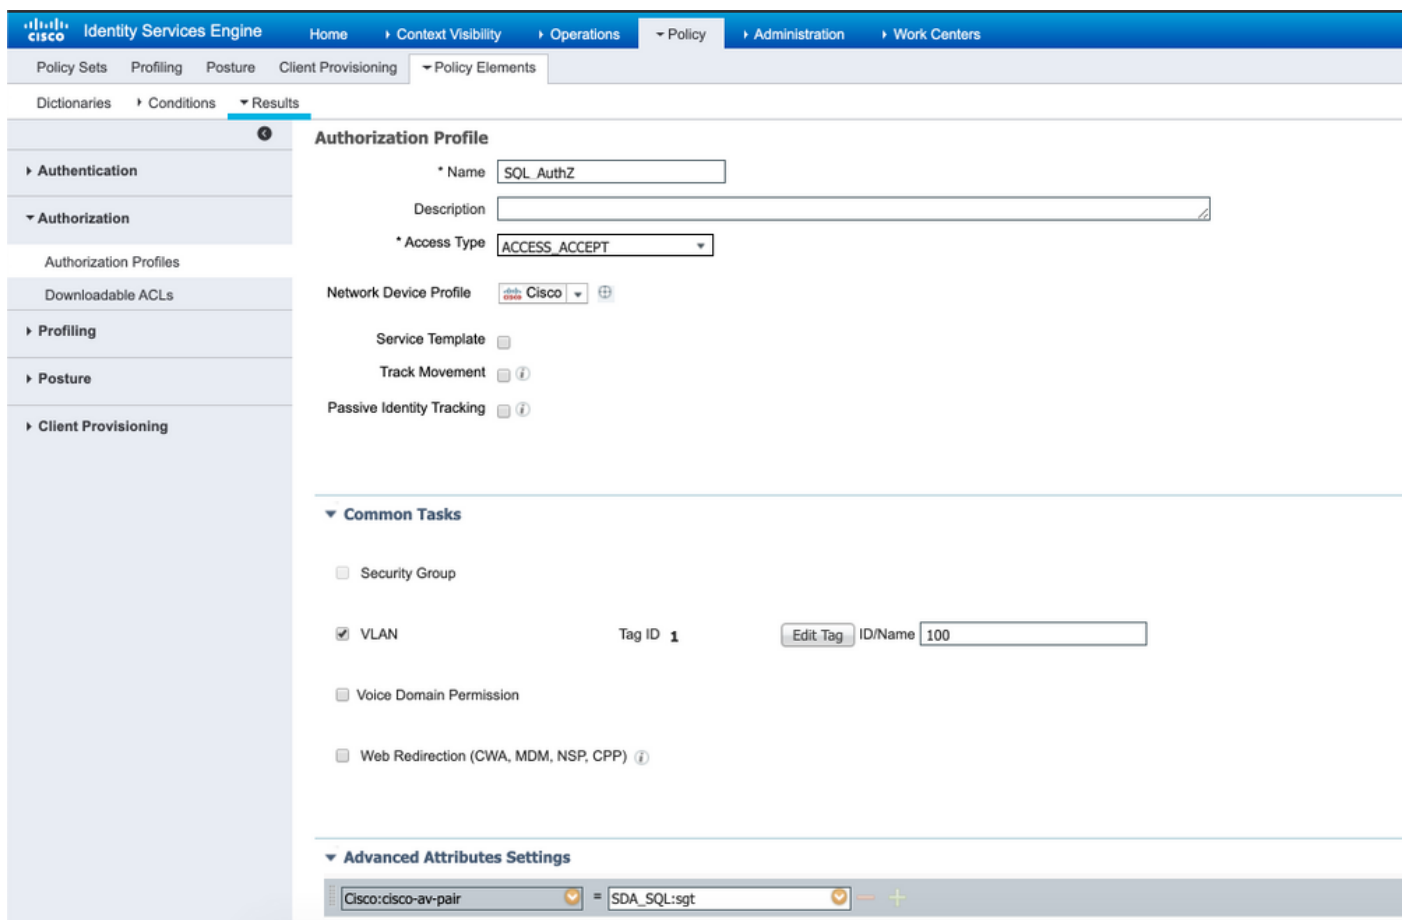 cisco Identity Services Engine Home Context Visibility Operations Policy Administration Work Centers
Policy Sets Profiling Posture Client Provisioning Policy Elements
Dictionaries Conditions Results
Authentication
Authorization
Authorization Profiles
Downloadable ACLs
Profiling
Posture
Client Provisioning
Authorization Profile
* Name SQL_AuthZ
Description
* Access Type ACCESS_ACCEPT
Network Device Profile cisco Cisco
Service Template
Track Movement i
Passive Identity Tracking i
Common Tasks
Security Group
VLAN Tag ID 1 Edit Tag ID/Name 100
Voice Domain Permission
Web Redirection (CWA, MDM, NSP, CPP) i
Advanced Attributes Settings
Cisco:cisco-av-pair = SDA_SQL:sgt